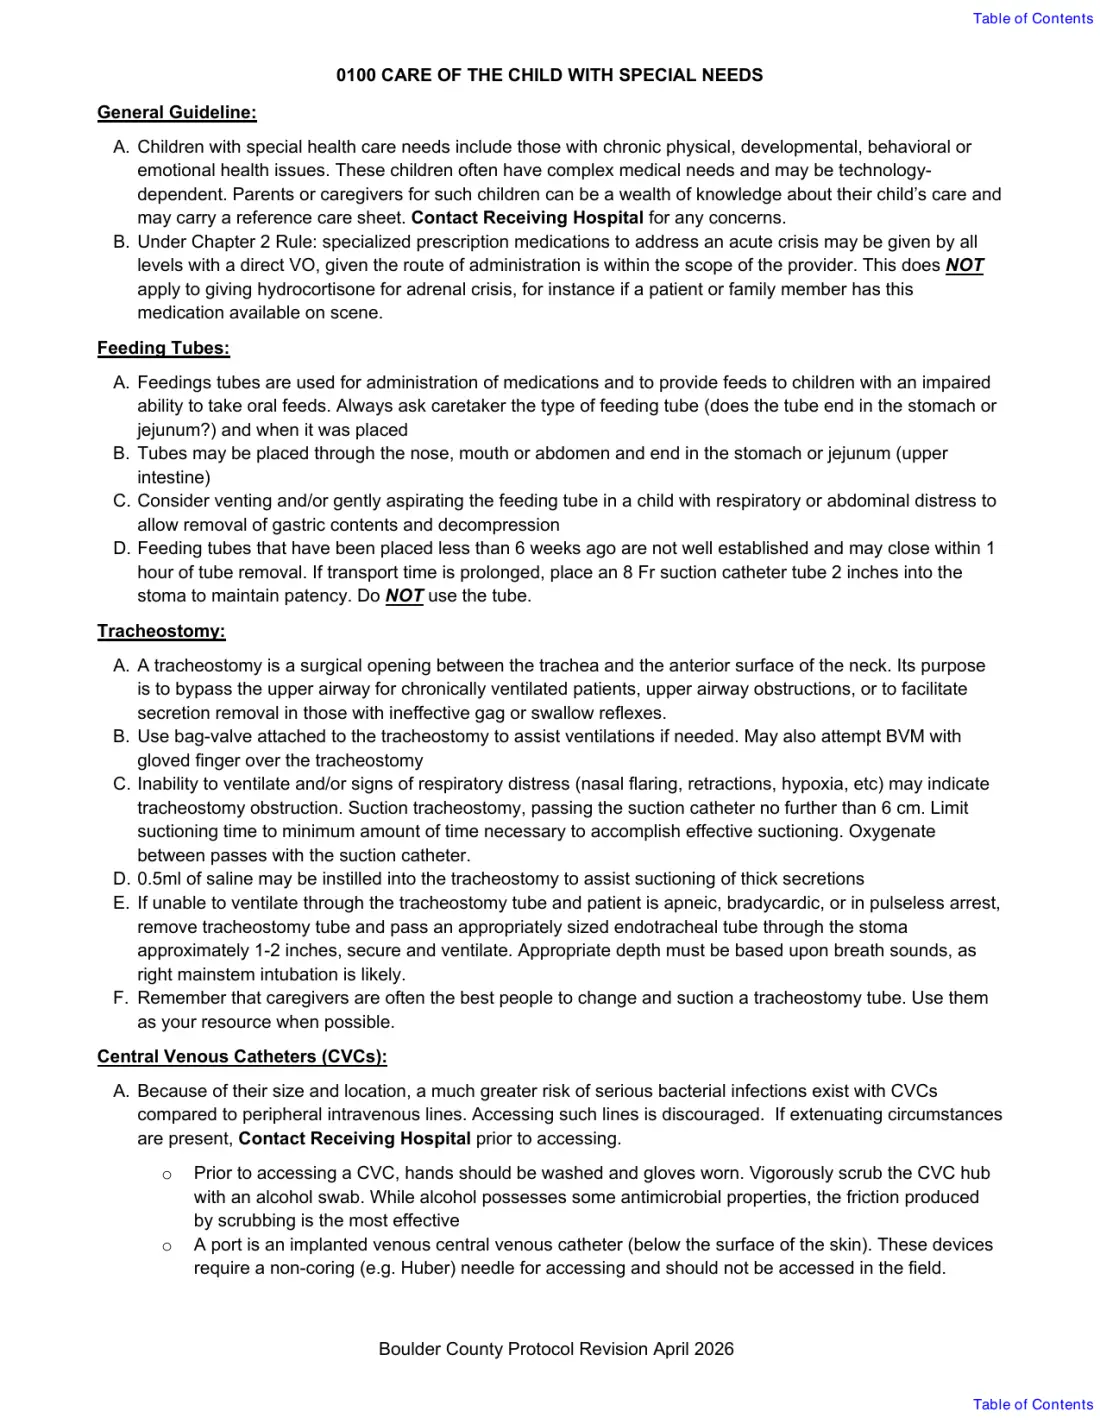 Table of Contents
0100 CARE OF THE CHILD WITH SPECIAL NEEDS
General Guideline:
A. Children with special health care needs include those with chronic physical, developmental, behavioral or
emotional health issues. These children often have complex medical needs and may be technology-
dependent. Parents or caregivers for such children can be a wealth of knowledge about their child's care and
may carry a reference care sheet. Contact Receiving Hospital for any concerns.
B. Under Chapter 2 Rule: specialized prescription medications to address an acute crisis may be given by all
levels with a direct VO, given the route of administration is within the scope of the provider. This does NOT
apply to giving hydrocortisone for adrenal crisis, for instance if a patient or family member has this
medication available on scene.
Feeding Tubes:
A. Feedings tubes are used for administration of medications and to provide feeds to children with an impaired
ability to take oral feeds. Always ask caretaker the type of feeding tube (does the tube end in the stomach or
jejunum?) and when it was placed
B. Tubes may be placed through the nose, mouth or abdomen and end in the stomach or jejunum (upper
intestine)
C. Consider venting and/or gently aspirating the feeding tube in a child with respiratory or abdominal distress to
allow removal of gastric contents and decompression
D. Feeding tubes that have been placed less than 6 weeks ago are not well established and may close within 1
hour of tube removal. If transport time is prolonged, place an 8 Fr suction catheter tube 2 inches into the
stoma to maintain patency. Do NOT use the tube.
Tracheostomy:
A. A tracheostomy is a surgical opening between the trachea and the anterior surface of the neck. Its purpose
is to bypass the upper airway for chronically ventilated patients, upper airway obstructions, or to facilitate
secretion removal in those with ineffective gag or swallow reflexes.
B. Use bag-valve attached to the tracheostomy to assist ventilations if needed. May also attempt BVM with
gloved finger over the tracheostomy
C. Inability to ventilate and/or signs of respiratory distress (nasal flaring, retractions, hypoxia, etc) may indicate
tracheostomy obstruction. Suction tracheostomy, passing the suction catheter no further than 6 cm. Limit
suctioning time to minimum amount of time necessary to accomplish effective suctioning. Oxygenate
between passes with the suction catheter.
D. 0.5ml of saline may be instilled into the tracheostomy to assist suctioning of thick secretions
E. If unable to ventilate through the tracheostomy tube and patient is apneic, bradycardic, or in pulseless arrest,
remove tracheostomy tube and pass an appropriately sized endotracheal tube through the stoma
approximately 1-2 inches, secure and ventilate. Appropriate depth must be based upon breath sounds, as
right mainstem intubation is likely.
F. Remember that caregivers are often the best people to change and suction a tracheostomy tube. Use them
as your resource when possible.
Central Venous Catheters (CVCs):
A. Because of their size and location, a much greater risk of serious bacterial infections exist with CVCs
compared to peripheral intravenous lines. Accessing such lines is discouraged.  If extenuating circumstances
are present, Contact Receiving Hospital prior to accessing.
o Prior to accessing a CVC, hands should be washed and gloves worn. Vigorously scrub the CVC hub
with an alcohol swab. While alcohol possesses some antimicrobial properties, the friction produced
by scrubbing is the most effective
o A port is an implanted venous central venous catheter (below the surface of the skin). These devices
require a non-coring (e.g. Huber) needle for accessing and should not be accessed in the field.
Boulder County Protocol Revision April 2026
Table of Contents